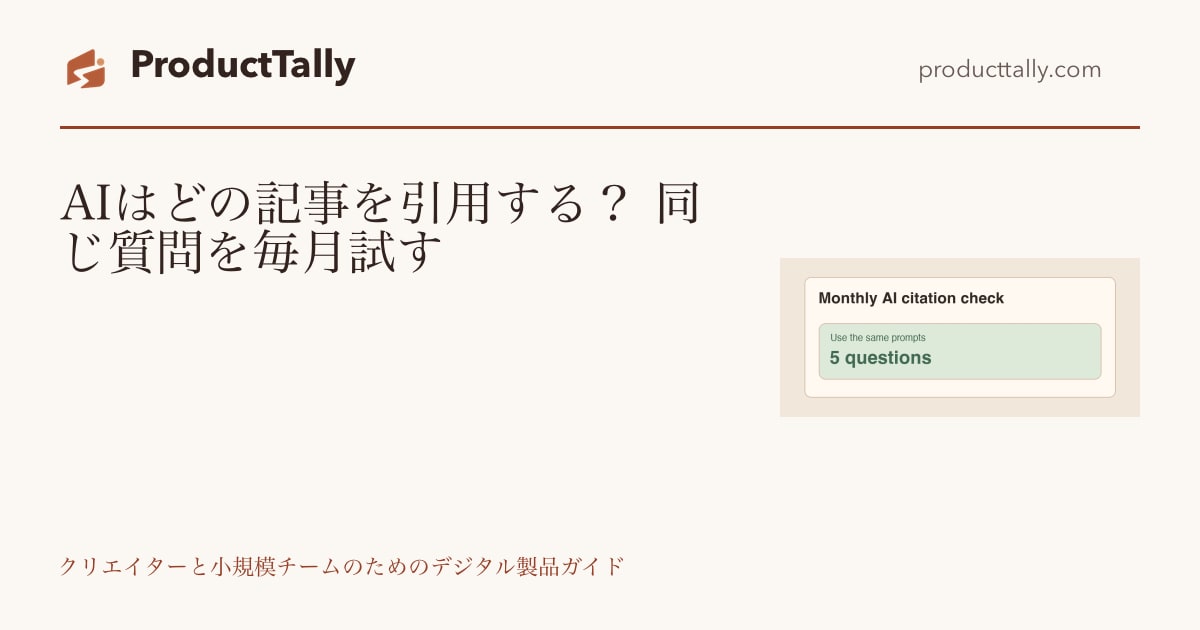 ProductTally
producttally.com
AIはどの記事を引用する？ 同
じ質問を毎月試す
Monthly AI citation check
Use the same prompts
5 questions
クリエイターと小規模チームのためのデジタル製品ガイド